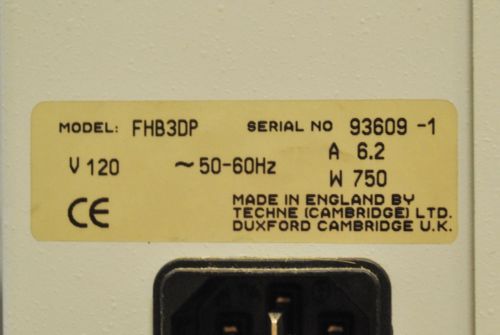 MODEL: FHB3DP SERIAL NO 93609 -1
V 120 ~ 50-60Hz A 6.2
W 750
CE MADE IN ENGLAND BY
TECHNE (CAMBRIDGE) LTD.
DUXFORD CAMBRIDGE U.K.